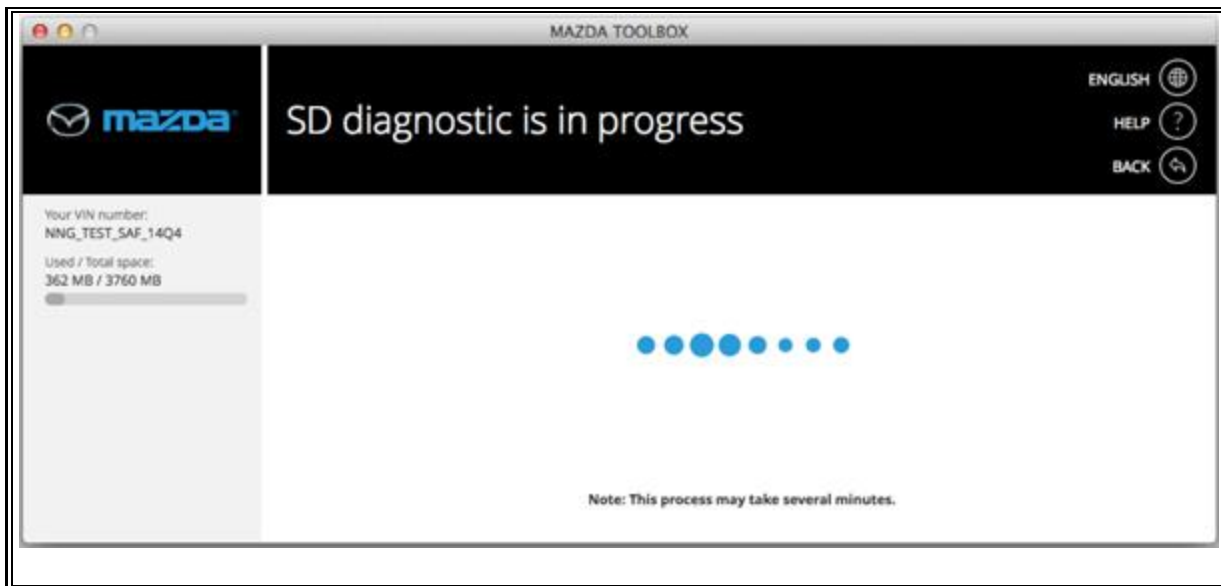 MAZDA TOOLBOX
mazda
SD diagnostic is in progress
ENGLISH
HELP
?
BACK
Your VIN number:
NNG_TEST_SAF_14Q4
Used / Total space:
362 MB / 3760 MB
Note: This process may take several minutes.